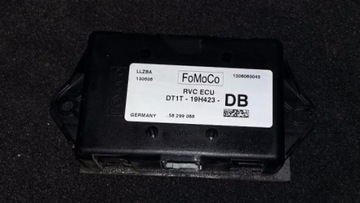 LLZBA
130606
FoMoCo
1306060045
RVC ECU
DT1T - 19H423 - DB
GERMANY
58 299 088